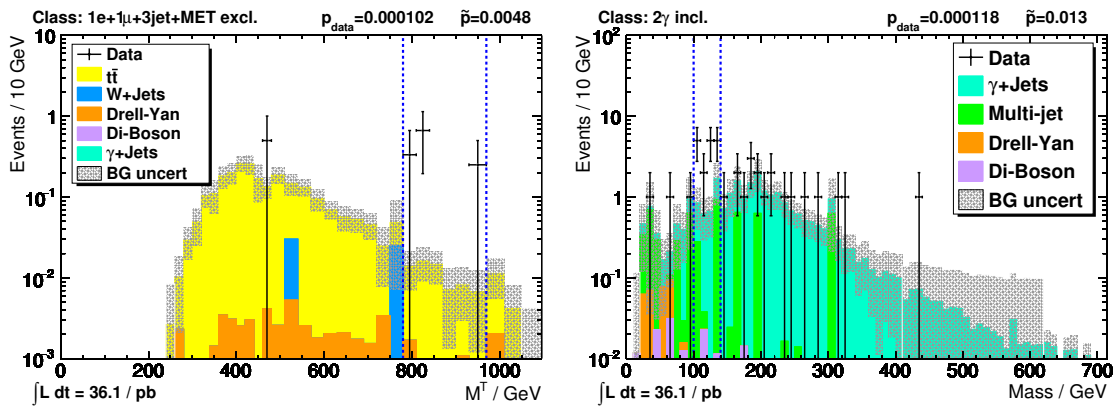 Class: 1e+1μ+3jet+MET excl. p_data=0.000102 p̃=0.0048
Events / 10 GeV
10
1
10⁻¹
10⁻²
10⁻³
Data
tt̄
W+Jets
Drell-Yan
Di-Boson
γ+Jets
BG uncert
0 200 400 600 800 1000
∫L dt = 36.1 / pb
M^T / GeV
Class: 2γ incl. p_data=0.000118 p̃=0.013
Events / 10 GeV
10²
10
1
10⁻¹
10⁻²
Data
γ+Jets
Multi-jet
Drell-Yan
Di-Boson
BG uncert
0 100 200 300 400 500 600 700
∫L dt = 36.1 / pb
Mass / GeV